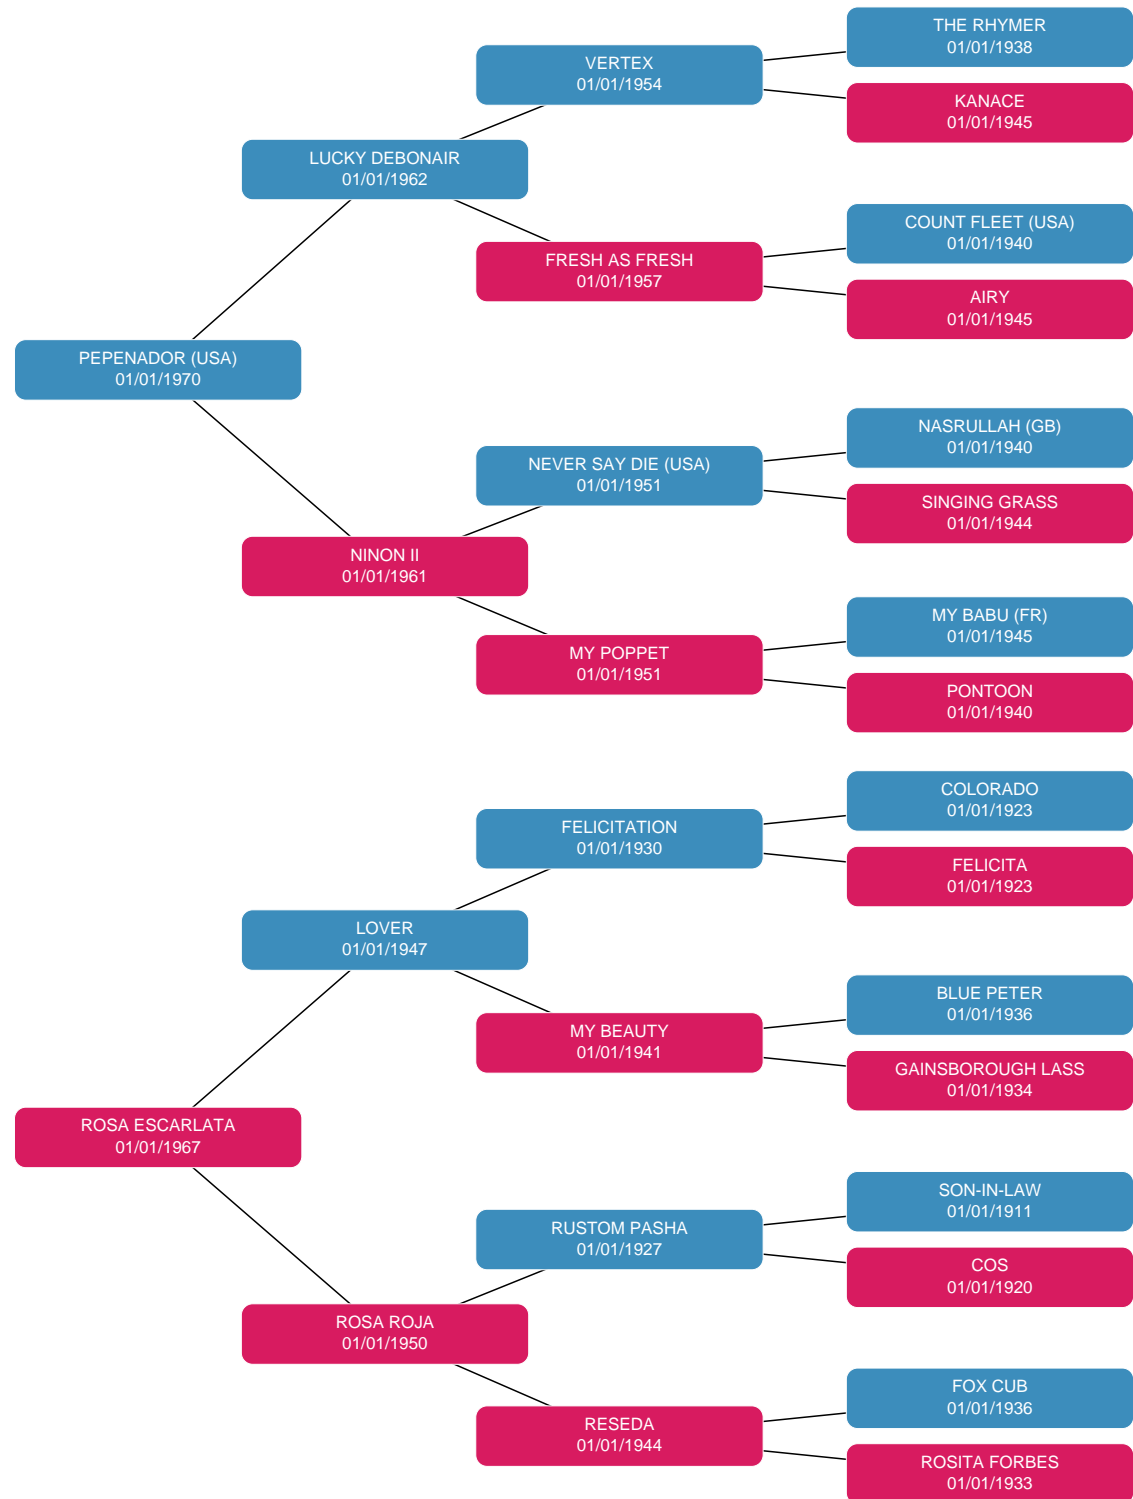 THE RHYMER
01/01/1938
VERTEX
01/01/1954
KANACE
01/01/1945
LUCKY DEBONAIR
01/01/1962
COUNT FLEET (USA)
01/01/1940
FRESH AS FRESH
01/01/1957
AIRY
01/01/1945
PEPENADOR (USA)
01/01/1970
NASRULLAH (GB)
01/01/1940
NEVER SAY DIE (USA)
01/01/1951
SINGING GRASS
01/01/1944
NINON II
01/01/1961
MY BABU (FR)
01/01/1945
MY POPPET
01/01/1951
PONTOON
01/01/1940
COLORADO
01/01/1923
FELICITATION
01/01/1930
FELICITA
01/01/1923
LOVER
01/01/1947
BLUE PETER
01/01/1936
MY BEAUTY
01/01/1941
GAINSBOROUGH LASS
01/01/1934
ROSA ESCARLATA
01/01/1967
SON-IN-LAW
01/01/1911
RUSTOM PASHA
01/01/1927
COS
01/01/1920
ROSA ROJA
01/01/1950
FOX CUB
01/01/1936
RESEDA
01/01/1944
ROSITA FORBES
01/01/1933